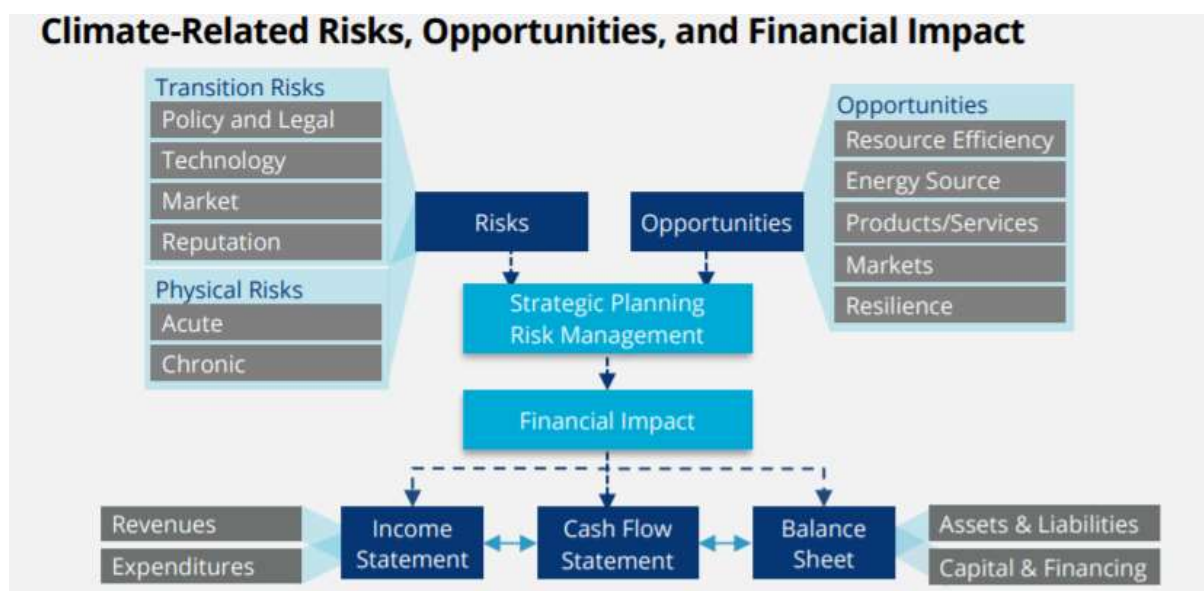 Climate-Related Risks, Opportunities, and Financial Impact
Transition Risks
Policy and Legal
Technology
Market
Reputation
Physical Risks
Acute
Chronic
Risks
Opportunities
Opportunities
Resource Efficiency
Energy Source
Products/Services
Markets
Resilience
Strategic Planning
Risk Management
Financial Impact
Revenues
Expenditures
Income
Statement
Cash Flow
Statement
Balance
Sheet
Assets & Liabilities
Capital & Financing